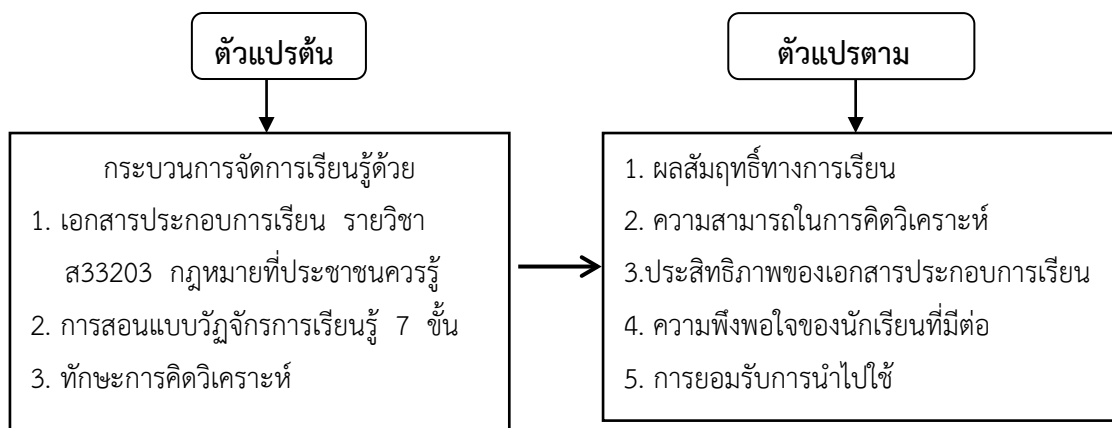 ตัวแปรต้น
ตัวแปรตาม
กระบวนการจัดการเรียนรู้ด้วย
1. เอกสารประกอบการเรียน รายวิชา
ส33203 กฎหมายที่ประชาชนควรรู้
2. การสอนแบบวัฏจักรการเรียนรู้ 7 ขั้น
3. ทักษะการคิดวิเคราะห์
1. ผลสัมฤทธิ์ทางการเรียน
2. ความสามารถในการคิดวิเคราะห์
3.ประสิทธิภาพของเอกสารประกอบการเรียน
4. ความพึงพอใจของนักเรียนที่มีต่อ
5. การยอมรับการนำไปใช้